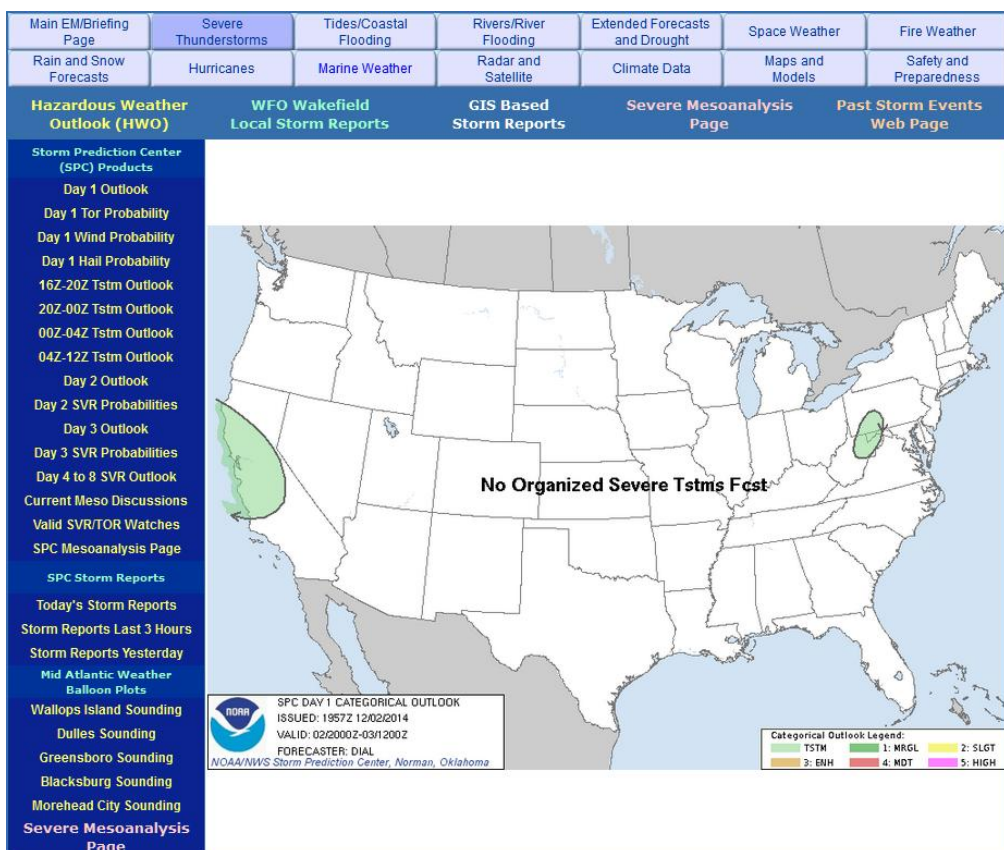 Main EM/Briefing
Page
Severe
Thunderstorms
Tides/Coastal
Flooding
Rivers/River
Flooding
Extended Forecasts
and Drought
Space Weather
Fire Weather
Rain and Snow
Forecasts
Hurricanes
Marine Weather
Radar and
Satellite
Climate Data
Maps and
Models
Safety and
Preparedness
Hazardous Weather
Outlook (HWO)
WFO Wakefield
Local Storm Reports
GIS Based
Storm Reports
Severe Mesoanalysis
Page
Past Storm Events
Web Page
Storm Prediction Center
(SPC) Products
Day 1 Outlook
Day 1 Tor Probability
Day 1 Wind Probability
Day 1 Hail Probability
16Z-20Z Tstm Outlook
20Z-00Z Tstm Outlook
00Z-04Z Tstm Outlook
04Z-12Z Tstm Outlook
Day 2 Outlook
Day 2 SVR Probabilities
Day 3 Outlook
Day 3 SVR Probabilities
Day 4 to 8 SVR Outlook
Current Meso Discussions
Valid SVR/TOR Watches
SPC Mesoanalysis Page
SPC Storm Reports
Today's Storm Reports
Storm Reports Last 3 Hours
Storm Reports Yesterday
Mid Atlantic Weather
Balloon Plots
Wallops Island Sounding
Dulles Sounding
Greensboro Sounding
Blacksburg Sounding
Morehead City Sounding
Severe Mesoanalysis
Page
No Organized Severe Tstms Fcst
NOAA
SPC DAY 1 CATEGORICAL OUTLOOK
ISSUED: 1957Z 12/02/2014
VALID: 02/2000Z-03/1200Z
FORECASTER: DIAL
NOAA/NWS Storm Prediction Center, Norman, Oklahoma
Categorical Outlook Legend:
TSTM
1: MRGL
2: SLGT
3: ENH
4: MDT
5: HIGH